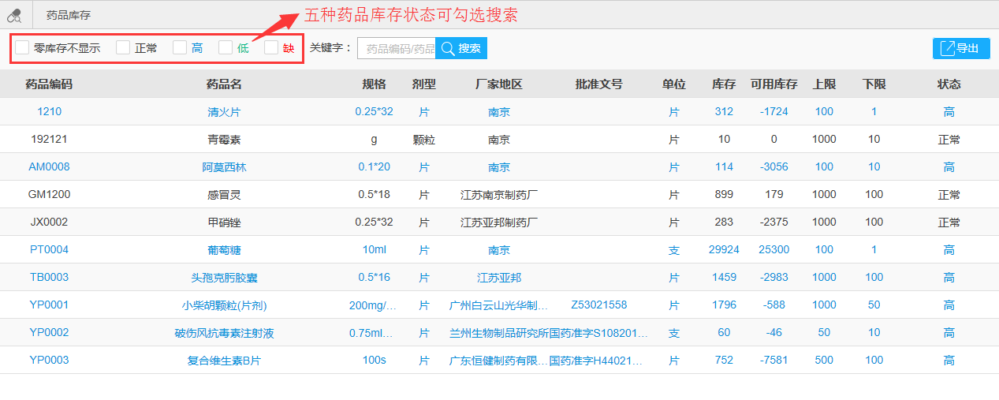 药品库存
五种药品库存状态可勾选搜索
零库存不显示 正常 高 低 缺 关键字： 药品编码/药品 搜索 导出
药品编码 药品名 规格 剂型 厂家地区 批准文号 单位 库存 可用库存 上限 下限 状态
1210 清火片 0.25*32 片 南京 片 312 -1724 100 1 高
192121 青霉素 g 颗粒 南京 片 10 0 1000 10 正常
AM0008 阿莫西林 0.1*20 片 南京 片 114 -3056 100 10 高
GM1200 感冒灵 0.5*18 片 江苏南京制药厂 片 899 179 1000 100 正常
JX0002 甲硝锉 0.25*32 片 江苏亚邦制药厂 片 283 -2375 1000 100 正常
PT0004 葡萄糖 10ml 片 南京 支 29924 25300 100 1 高
TB0003 头孢克肟胶囊 0.5*16 片 江苏亚邦 片 1459 -2983 1000 100 高
YP0001 小柴胡颗粒(片剂) 200mg/... 片 广州白云山光华制... Z53021558 片 1796 -588 1000 50 高
YP0002 破伤风抗毒素注射液 0.75ml... 片 兰州生物制品研究所 国药准字S108201... 支 60 -46 50 10 高
YP0003 复合维生素B片 100s 片 广东恒健制药有限... 国药准字H44021... 片 752 -7581 500 100 高